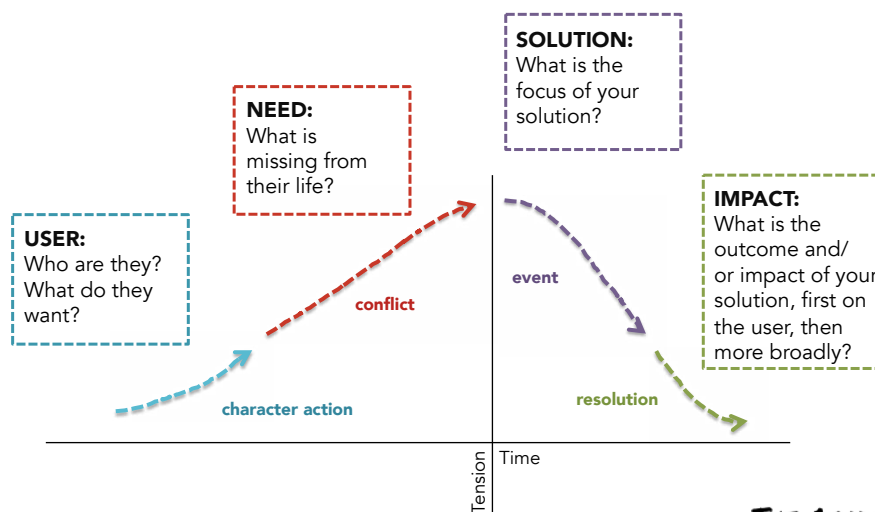 SOLUTION:
What is the
focus of your
solution?
NEED:
What is
missing from
their life?
IMPACT:
What is the
outcome and/
or impact of your
solution, first on
the user, then
more broadly?
USER:
Who are they?
What do they
want?
event
conflict
resolution
character action
Time
Tension